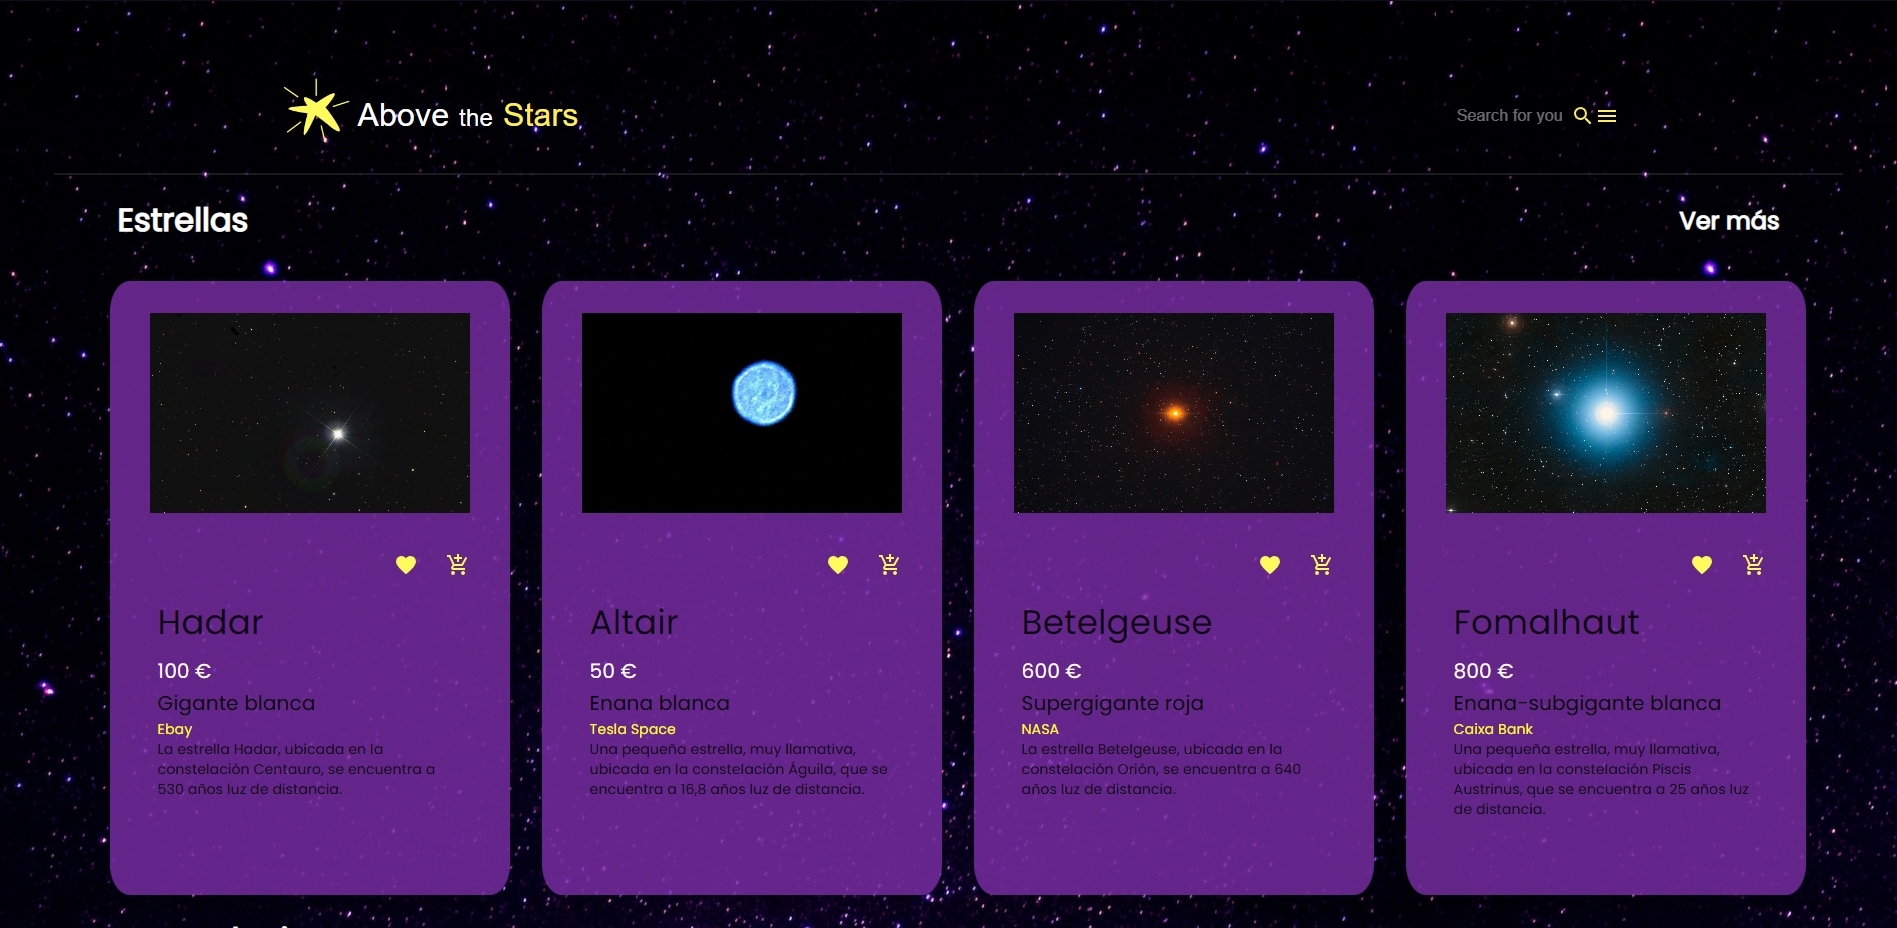 Above the Stars
Search for you
Estrellas
Ver más
Hadar
100 €
Gigante blanca
Ebay
La estrella Hadar, ubicada en la
constelación Centauro, se encuentra a
530 años luz de distancia.
Altair
50 €
Enana blanca
Tesla Space
Una pequeña estrella, muy llamativa,
ubicada en la constelación Águila, que se
encuentra a 16,8 años luz de distancia.
Betelgeuse
600 €
Supergigante roja
NASA
La estrella Betelgeuse, ubicada en la
constelación Orión, se encuentra a 640
años luz de distancia.
Fomalhaut
800 €
Enana-subgigante blanca
Caixa Bank
Una pequeña estrella, muy llamativa,
ubicada en la constelación Piscis
Austrinus, que se encuentra a 25 años luz
de distancia.